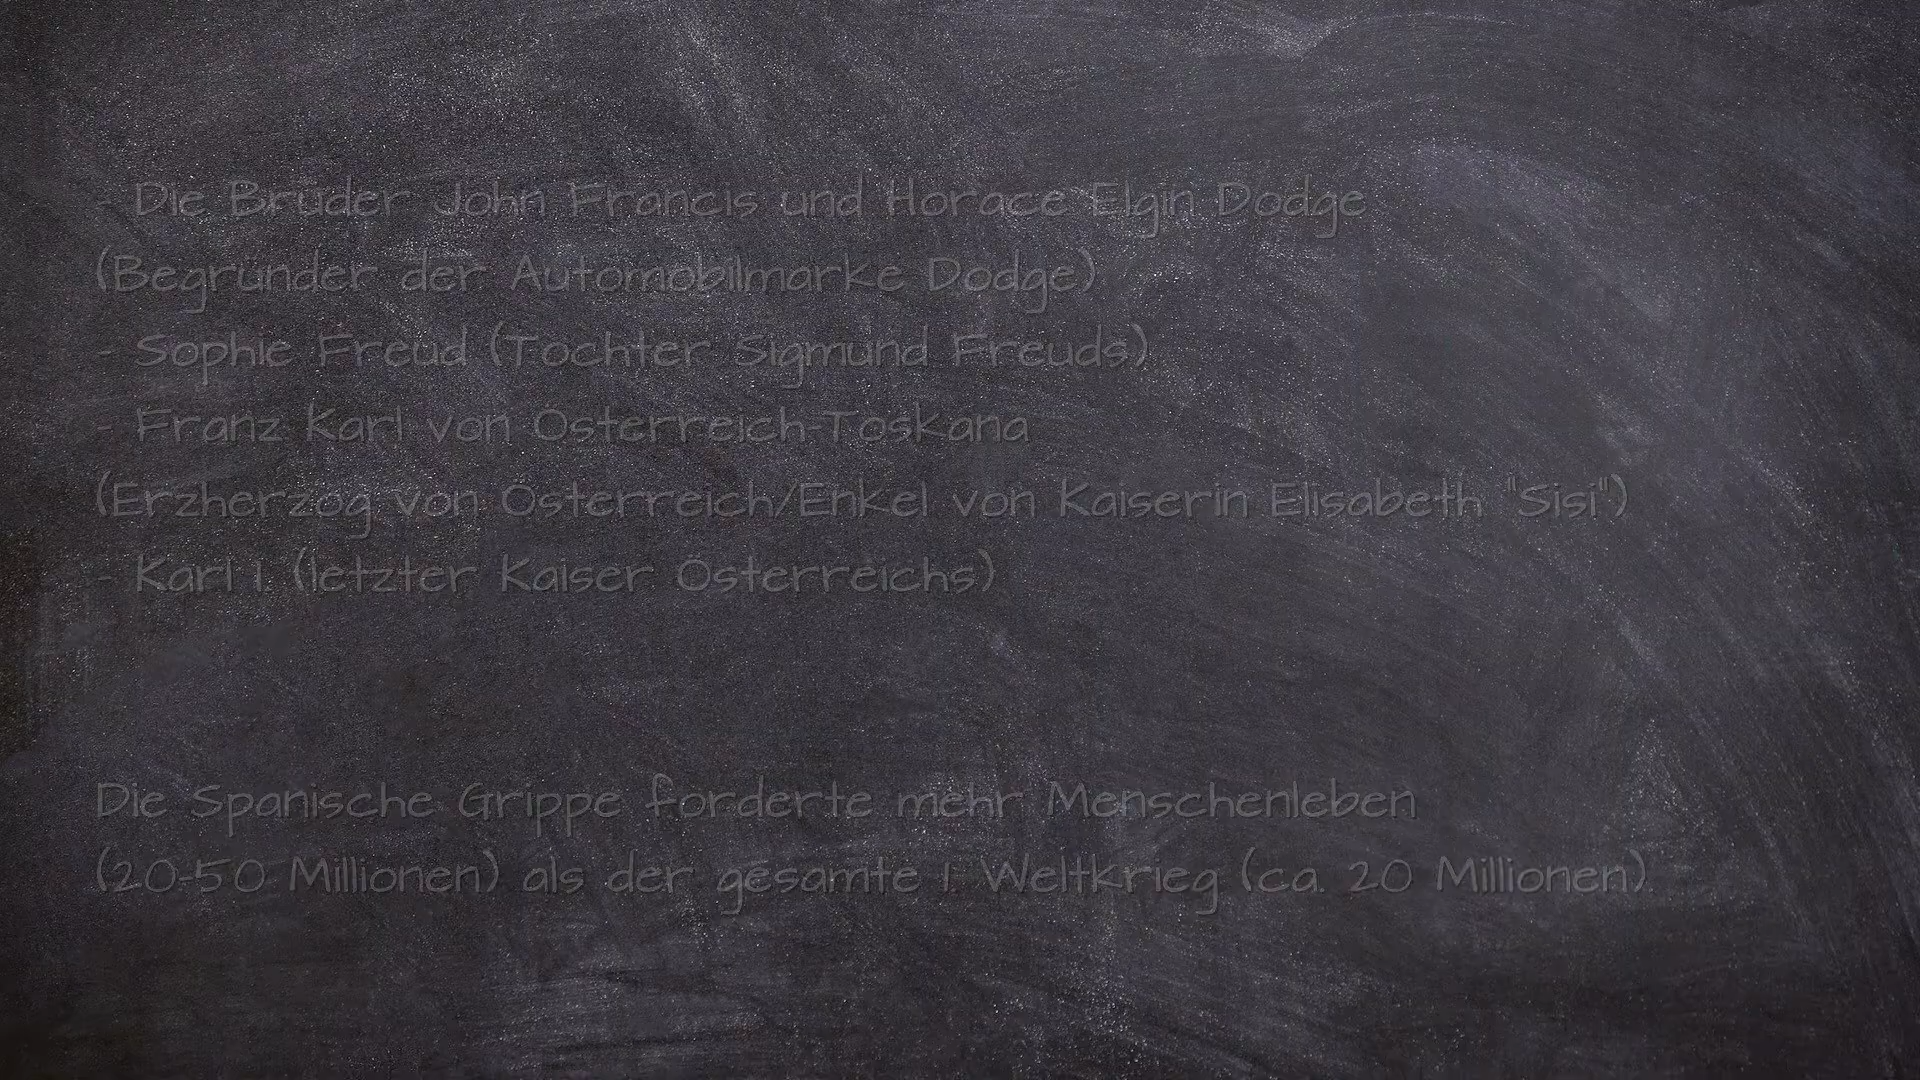 - Die Brüder John Francis und Horace Elgin Dodge
(Begründer der Automobilmarke Dodge)
- Sophie Freud (Tochter Sigmund Freuds)
- Franz Karl von Österreich-Toskana
(Erzherzog von Österreich/Enkel von Kaiserin Elisabeth "Sisi")
- Karl I. (letzter Kaiser Österreichs)
Die Spanische Grippe forderte mehr Menschenleben
(20-50 Millionen) als der gesamte 1. Weltkrieg (ca. 20 Millionen).